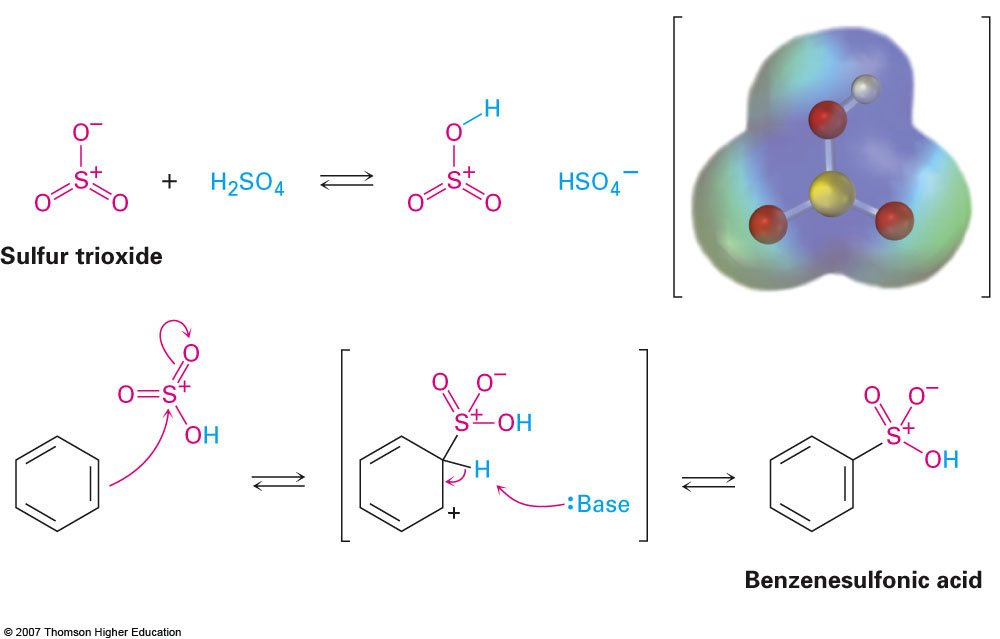 O⁻ H
O
S⁺ + H₂SO₄ ⇌ S⁺ HSO₄⁻
O O O O
Sulfur trioxide
O O O⁻ O O⁻
O=S⁺ S⁺—OH S⁺
OH OH
H
:Base
+
Benzenesulfonic acid
© 2007 Thomson Higher Education